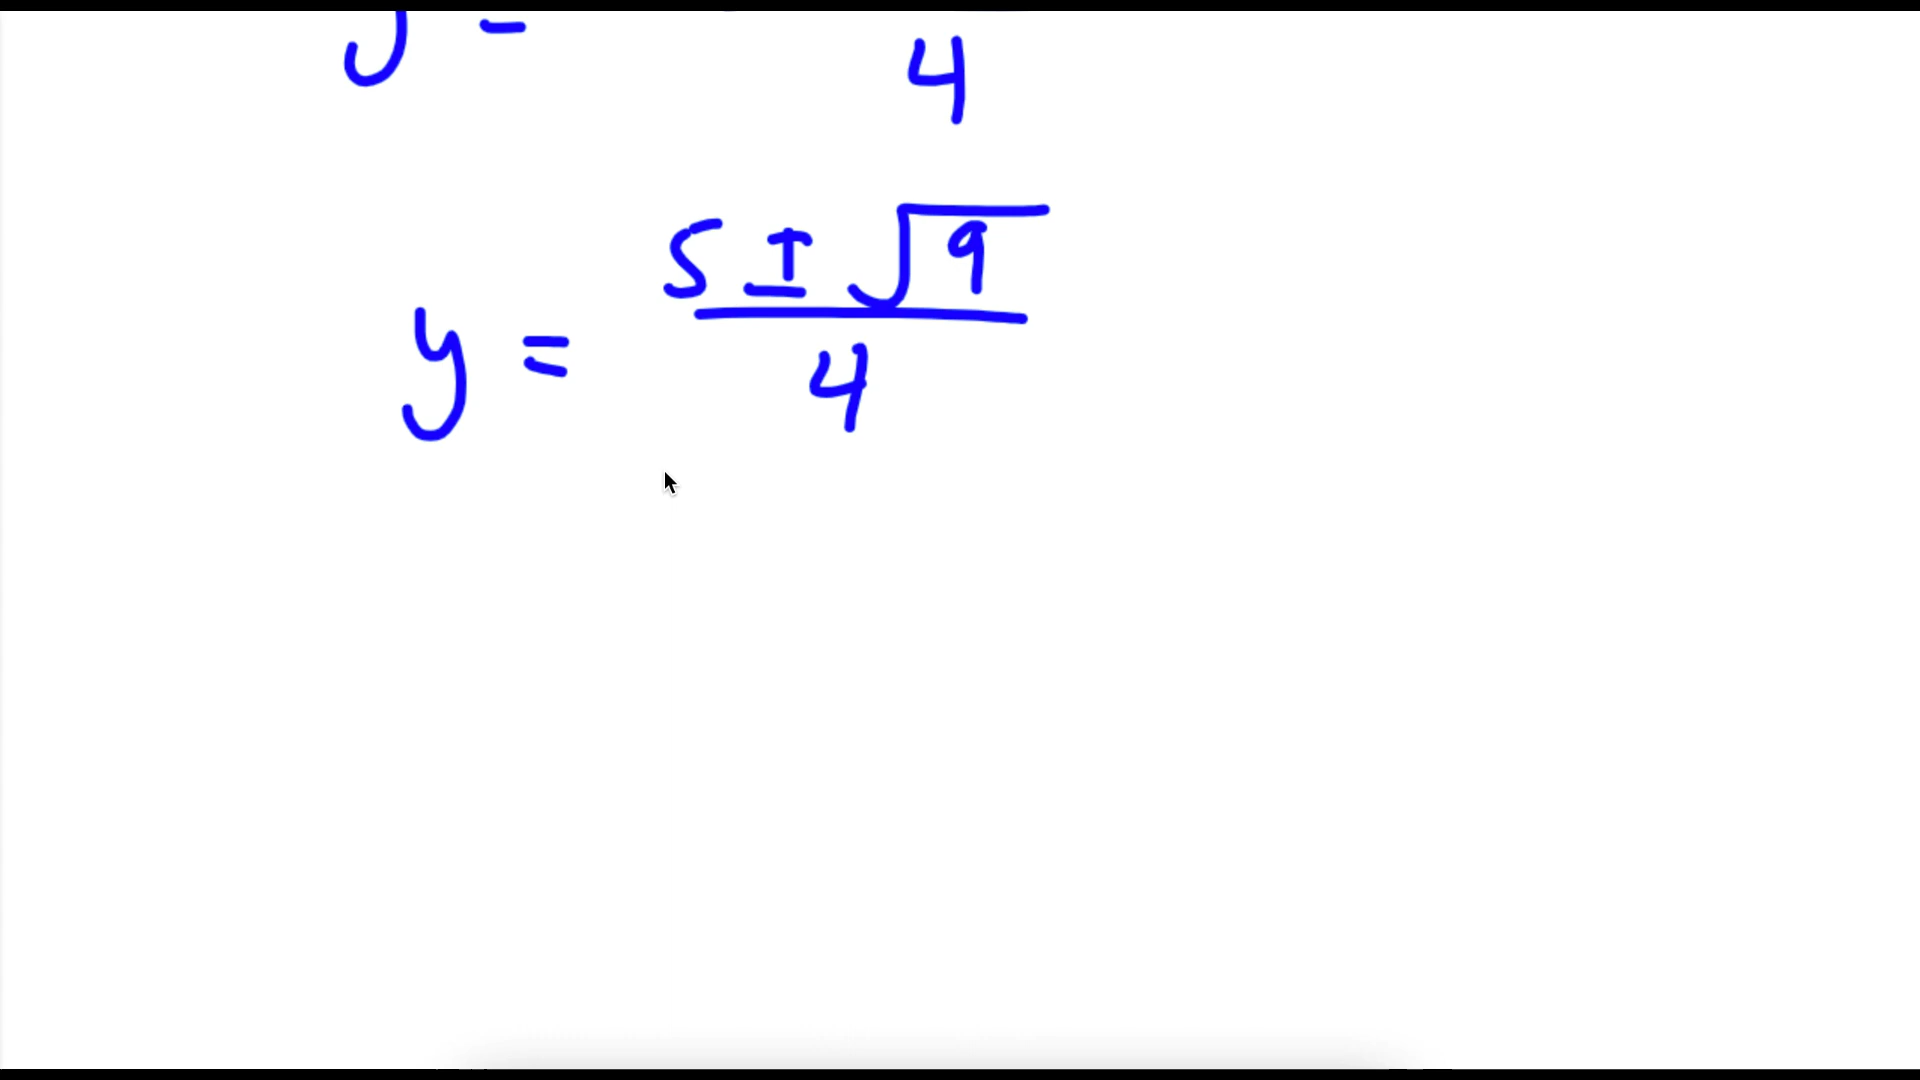 y =
4
y = 5 ± √9
4